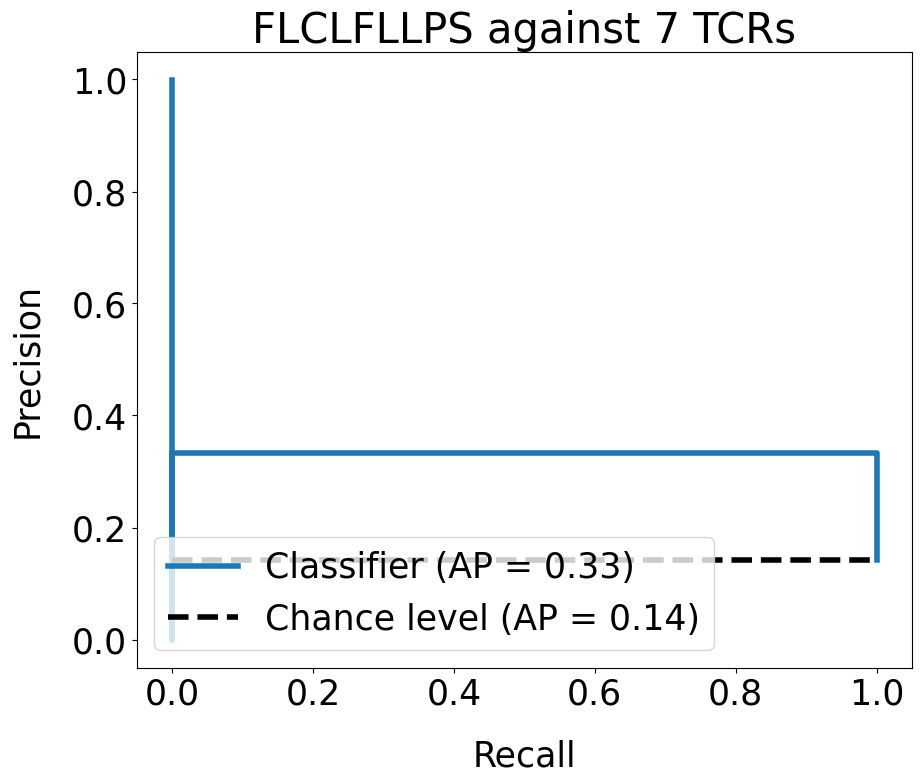 FLCLFLLPS against 7 TCRs
Precision
1.0
0.8
0.6
0.4
0.2
0.0
Classifier (AP = 0.33)
Chance level (AP = 0.14)
0.0 0.2 0.4 0.6 0.8 1.0
Recall